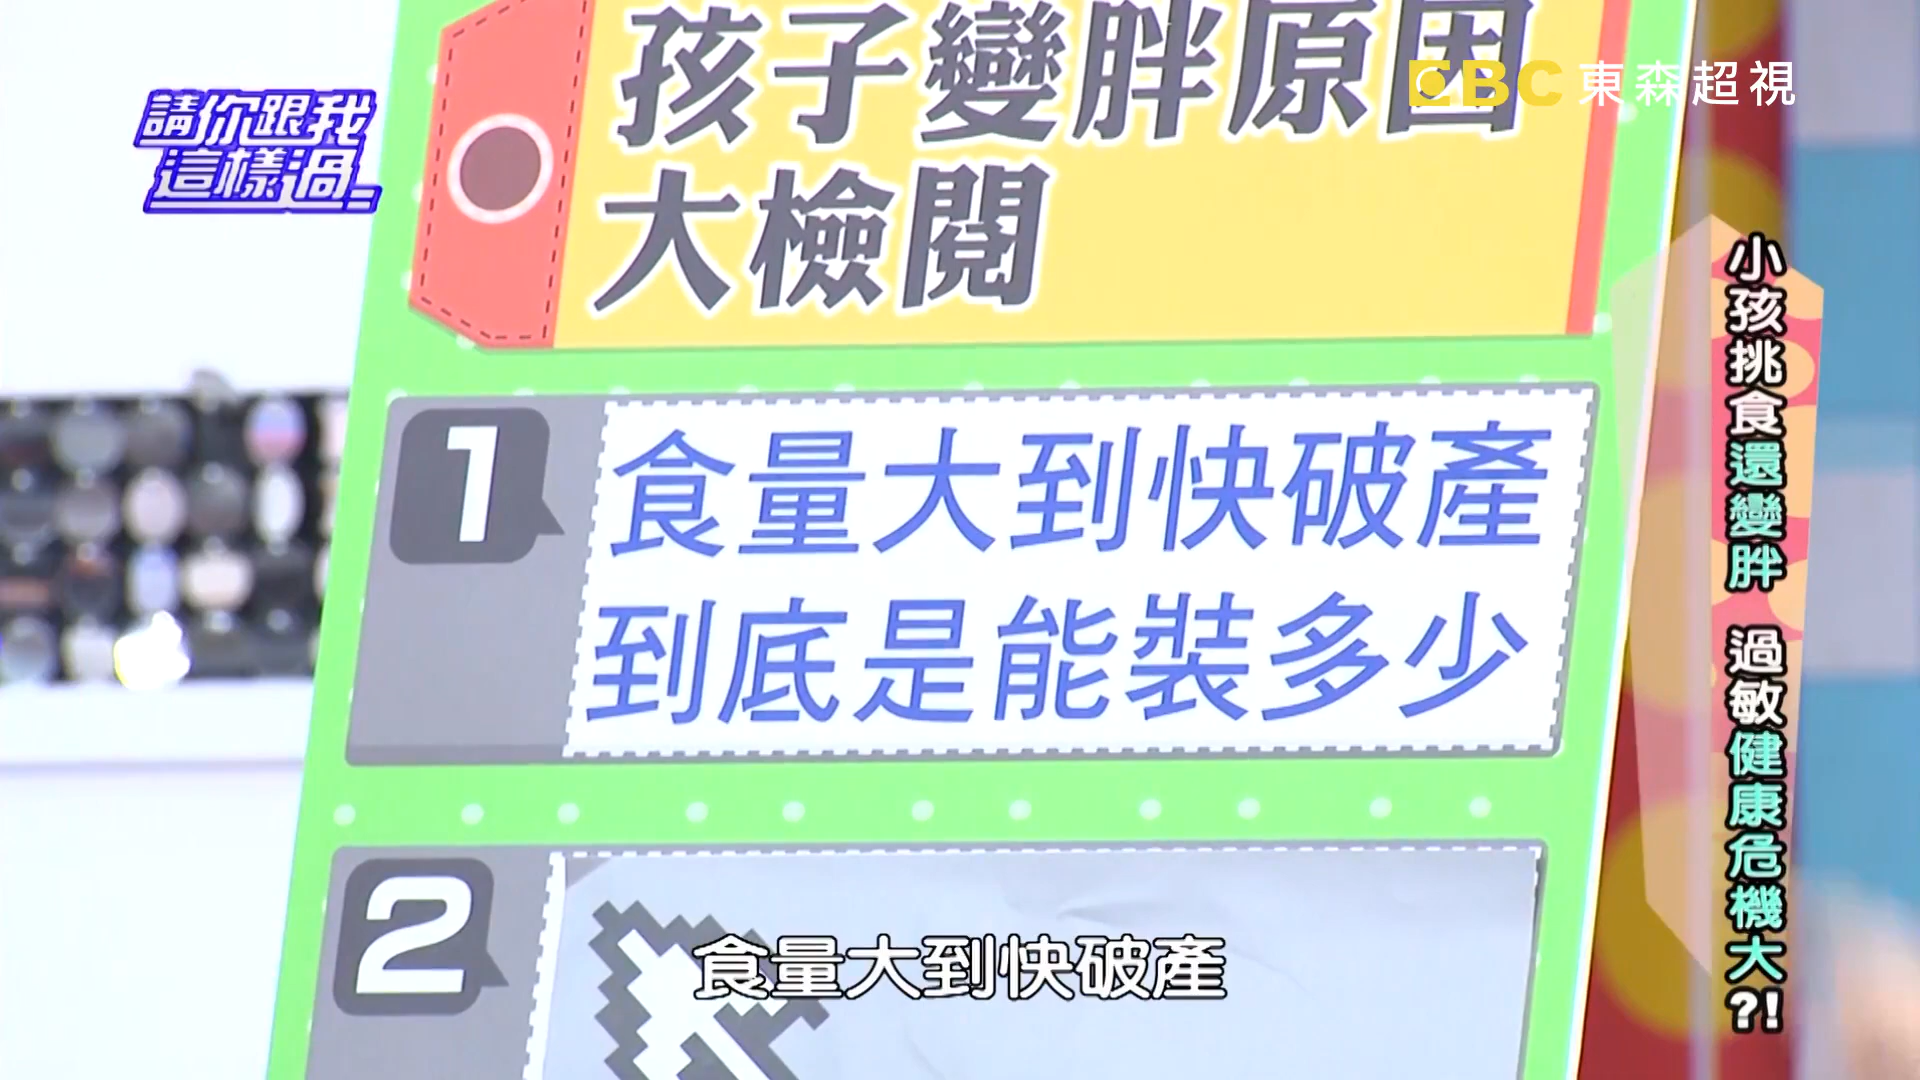 請你跟我
這樣過
EBC 東森超視
孩子變胖原因
大檢閱
1
食量大到快破產
到底是能裝多少
2
食量大到快破產
小孩挑食還變胖 過敏健康危機大?!